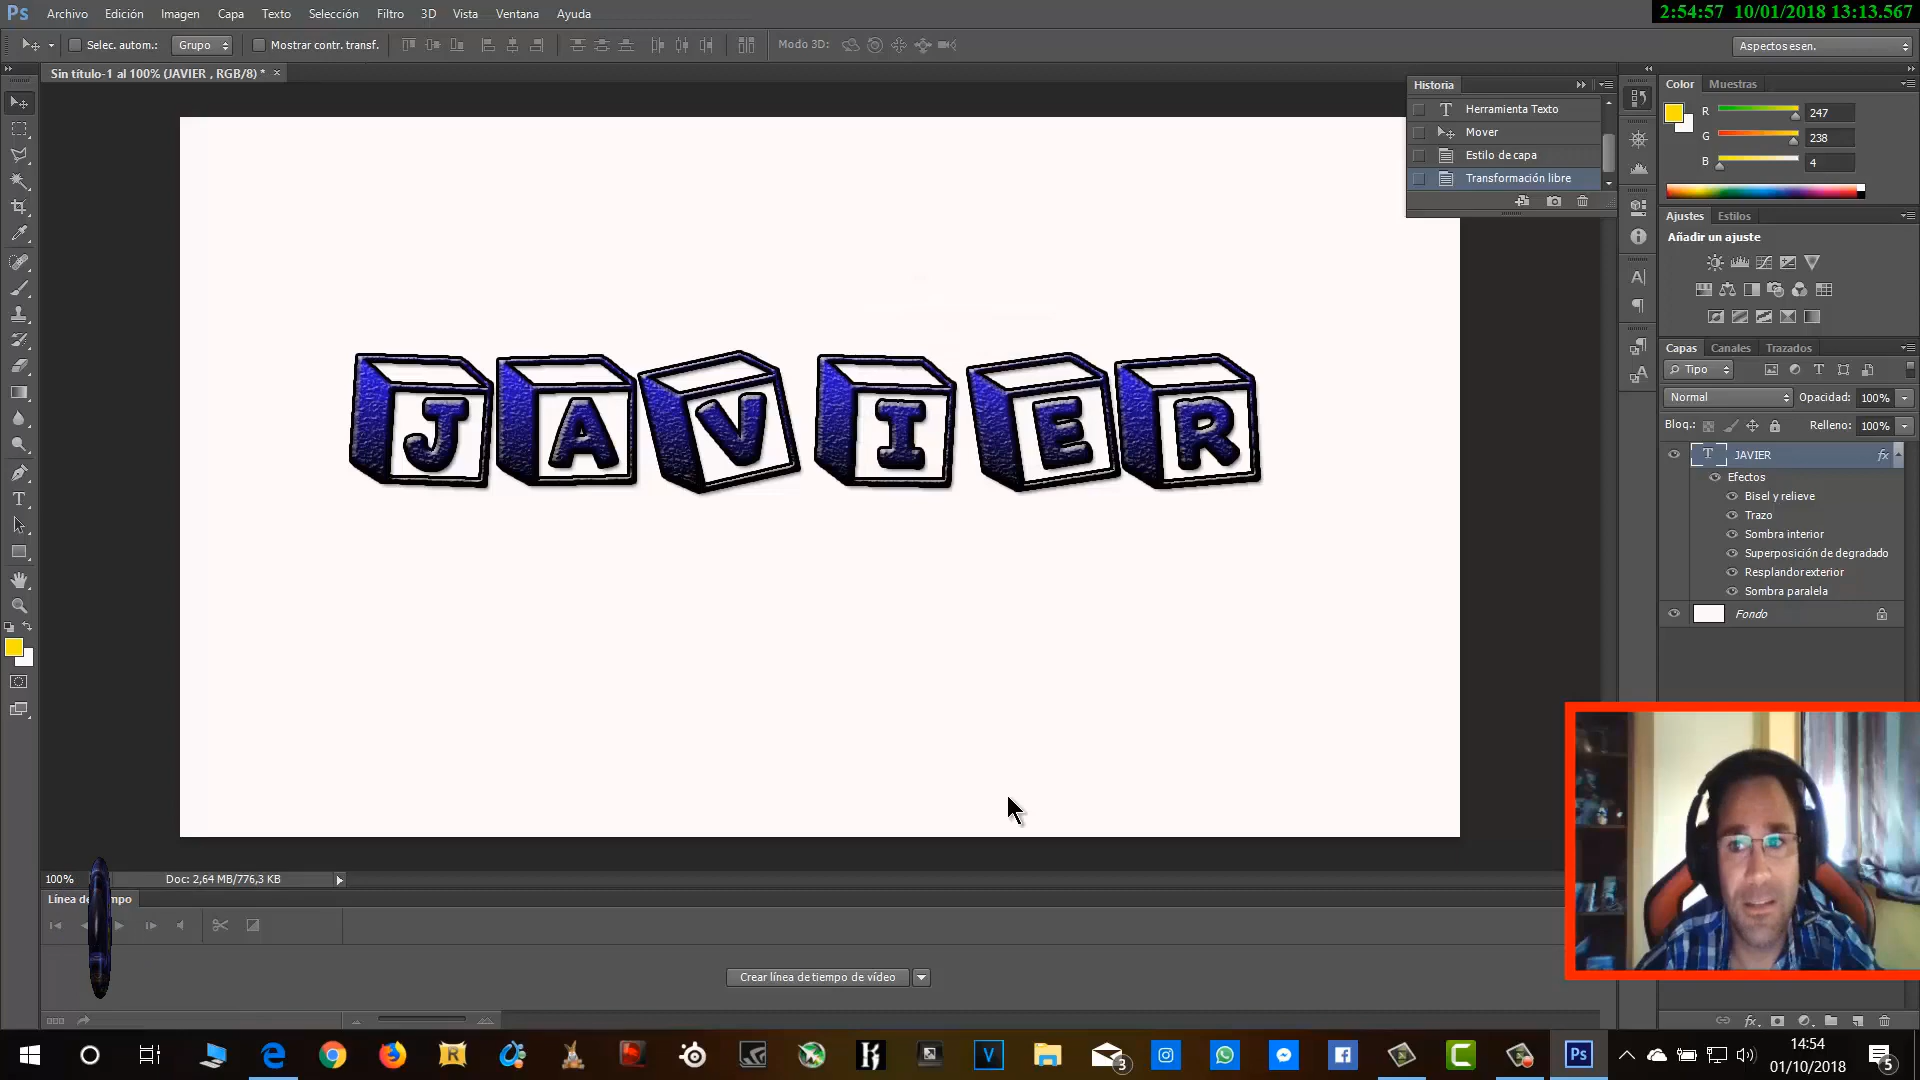 Ps Archivo Edición Imagen Capa Texto Selección Filtro 3D Vista Ventana Ayuda
2:54:57 10/01/2018 13:13.567
Selec. autom.: Grupo Mostrar contr. transf. Modo 3D: Aspectos esen.
Sin título-1 al 100% (JAVIER , RGB/8) * ×
Historia
Herramienta Texto
Mover
Estilo de capa
Transformación libre
Color Muestras
R 247
G 238
B 4
Ajustes Estilos
Añadir un ajuste
Capas Canales Trazados
Tipo
Normal Opacidad: 100%
Bloq.: Relleno: 100%
T JAVIER fx
Efectos
Bisel y relieve
Trazo
Sombra interior
Superposición de degradado
Resplandor exterior
Sombra paralela
Fondo
JAVIER
100% Doc: 2,64 MB/776,3 KB
Crear línea de tiempo de vídeo
14:54
01/10/2018
3
5
Ps